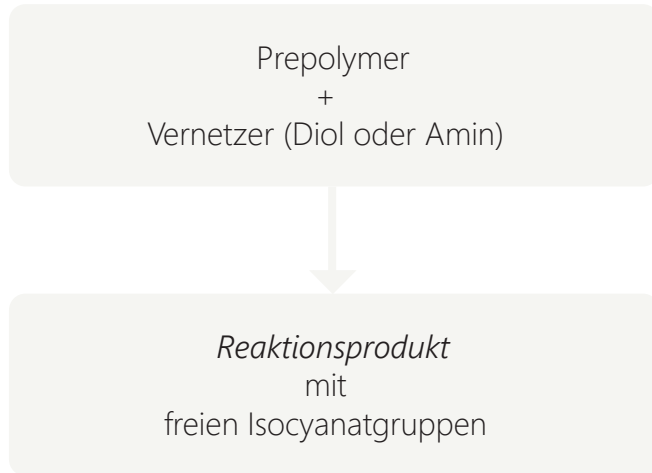 Prepolymer
+
Vernetzer (Diol oder Amin)
Reaktionsprodukt
mit
freien Isocyanatgruppen